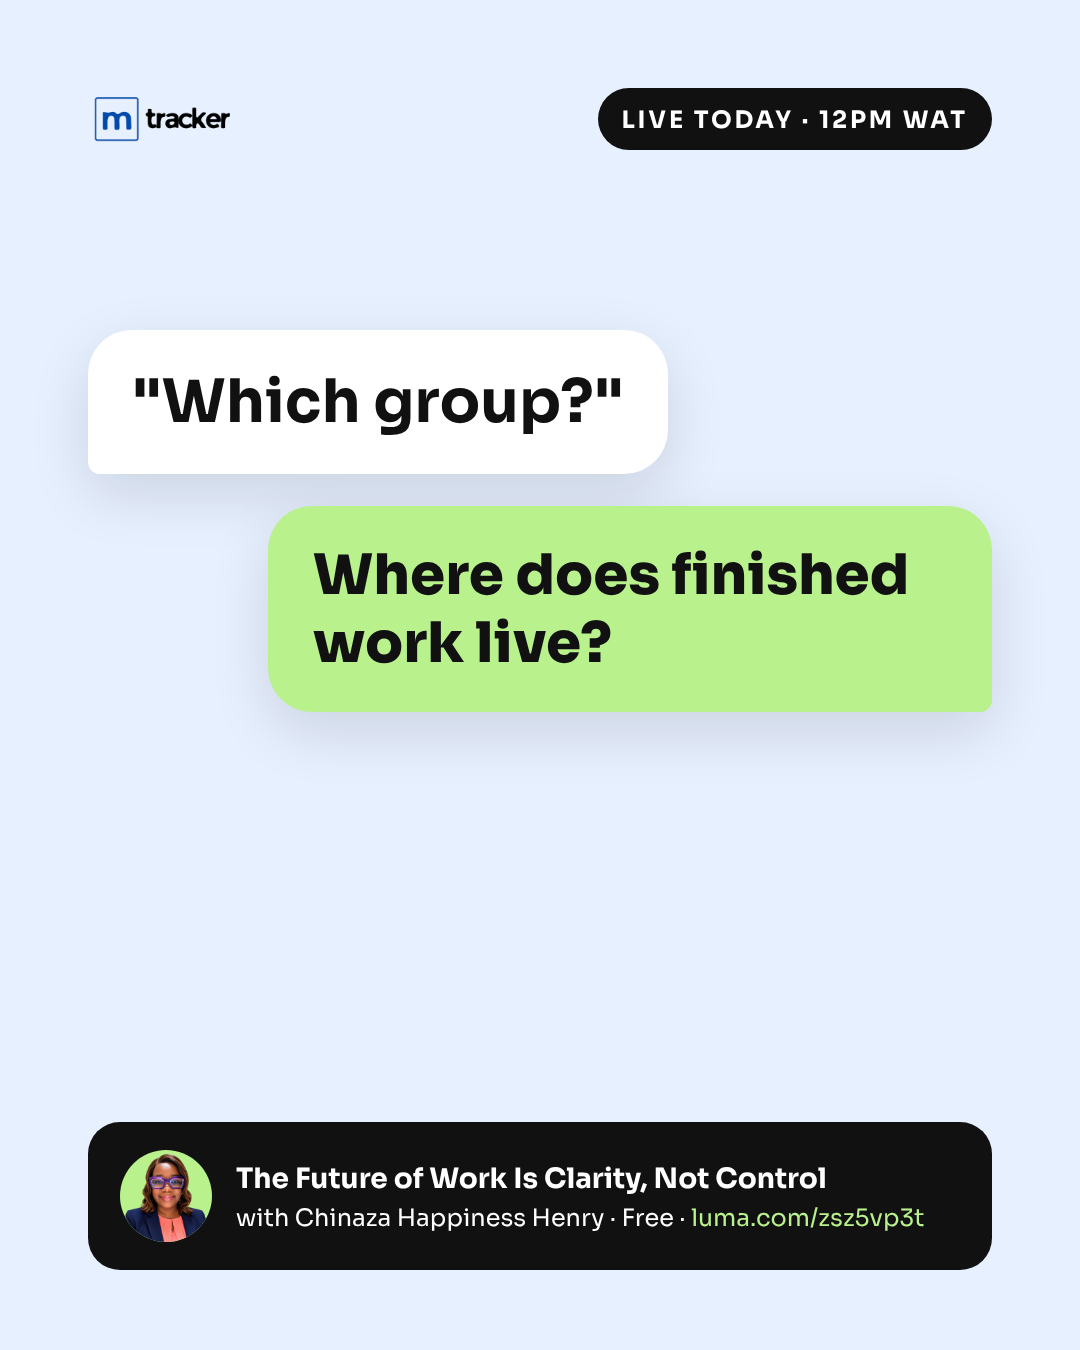 m tracker
LIVE TODAY · 12PM WAT
"Which group?"
Where does finished
work live?
The Future of Work Is Clarity, Not Control
with Chinaza Happiness Henry · Free · luma.com/zsz5vp3t